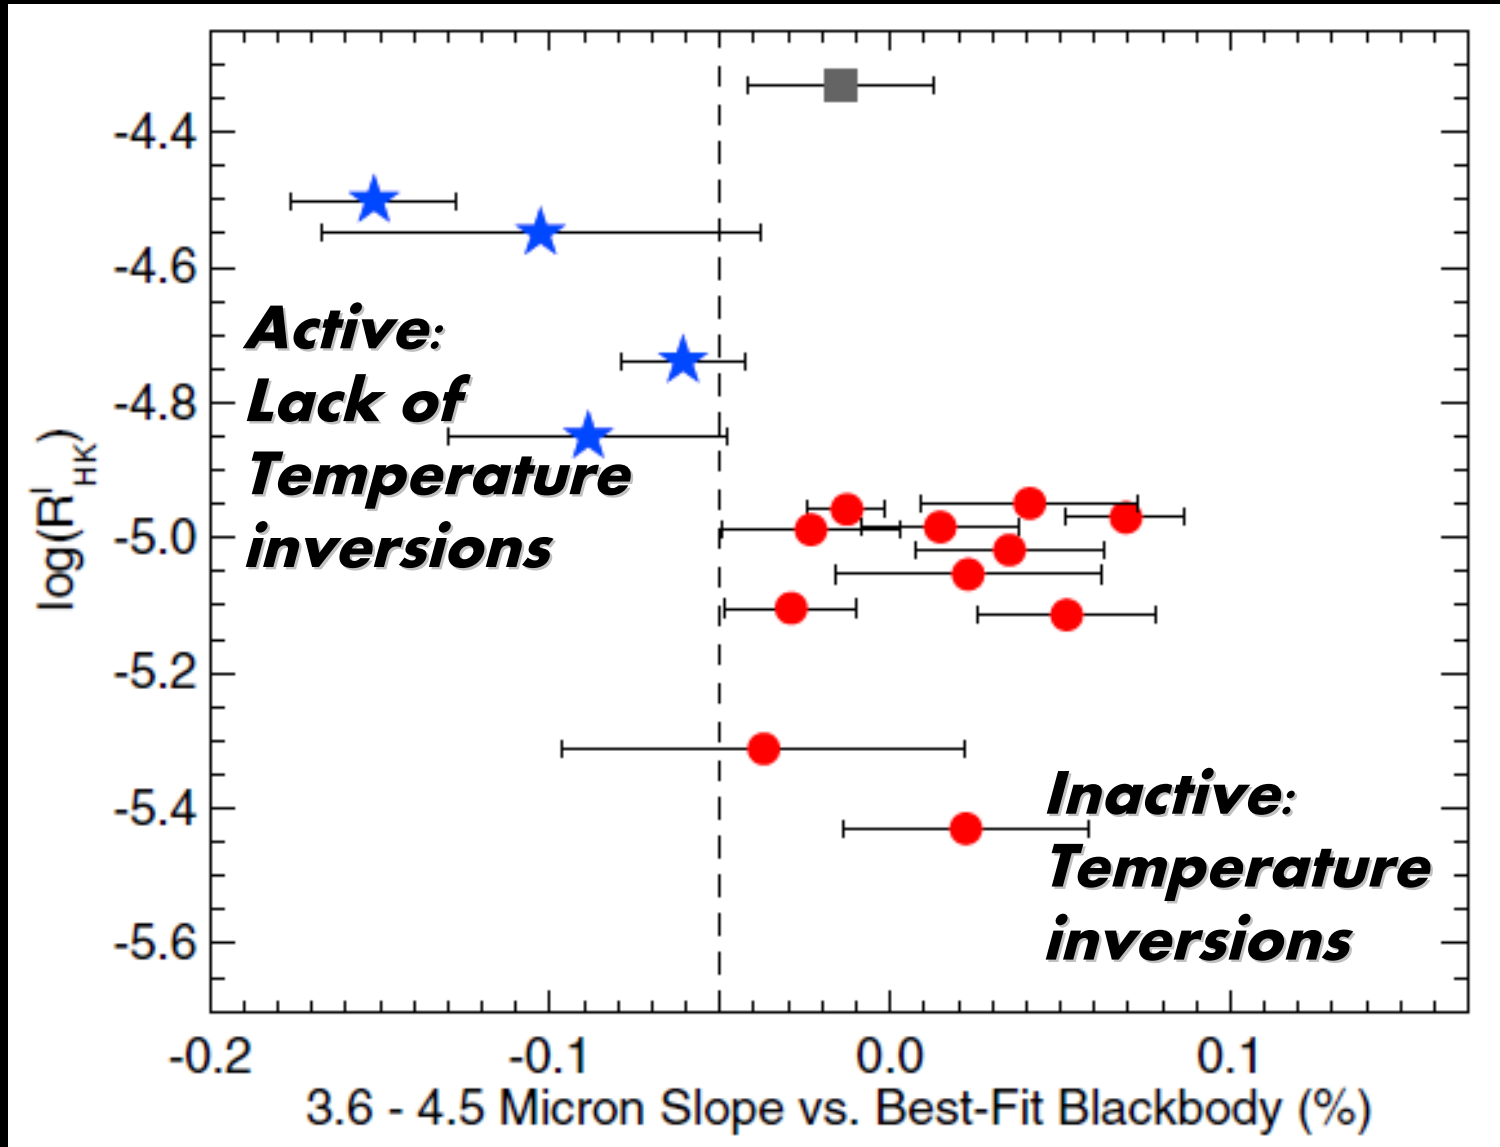 -4.4
-4.6
-4.8
-5.0
-5.2
-5.4
-5.6
log(R'HK)
Active:
Lack of
Temperature
inversions
Inactive:
Temperature
inversions
-0.2 -0.1 0.0 0.1
3.6 - 4.5 Micron Slope vs. Best-Fit Blackbody (%)